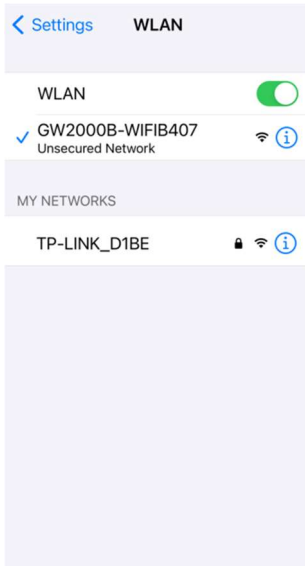 Settings WLAN
WLAN
GW2000B-WIFIB407
Unsecured Network
MY NETWORKS
TP-LINK_D1BE